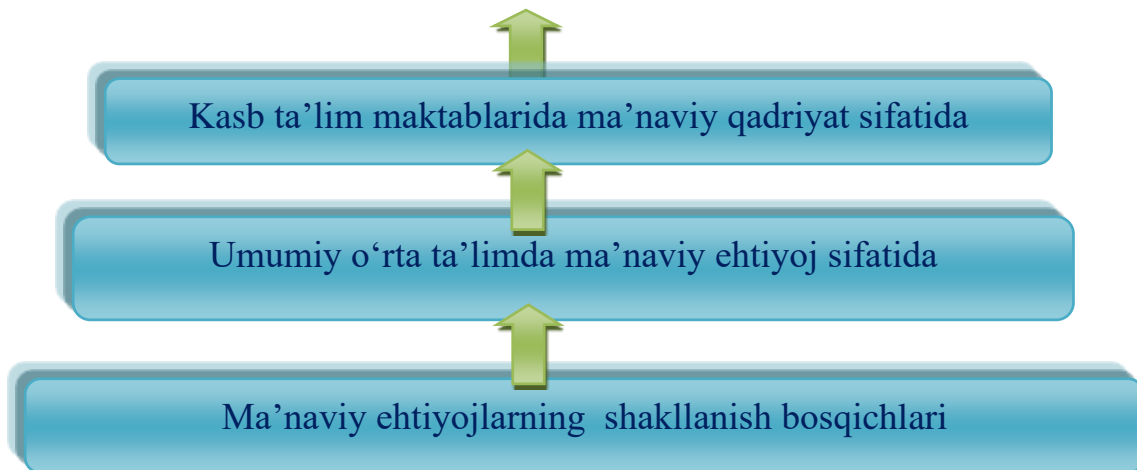 Kasb ta’lim maktablarida ma’naviy qadriyat sifatida
Umumiy o‘rta ta’limda ma’naviy ehtiyoj sifatida
Ma’naviy ehtiyojlarning shakllanish bosqichlari